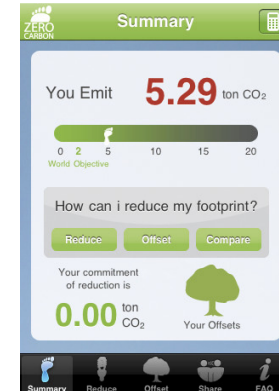 ZERO
CARBON
Summary
You Emit 5.29 ton CO₂
0 2 5 10 15 20
World Objective
How can i reduce my footprint?
Reduce Offset Compare
Your commitment
of reduction is
0.00 ton CO₂
Your Offsets
Summary Reduce Offset Share FAQ